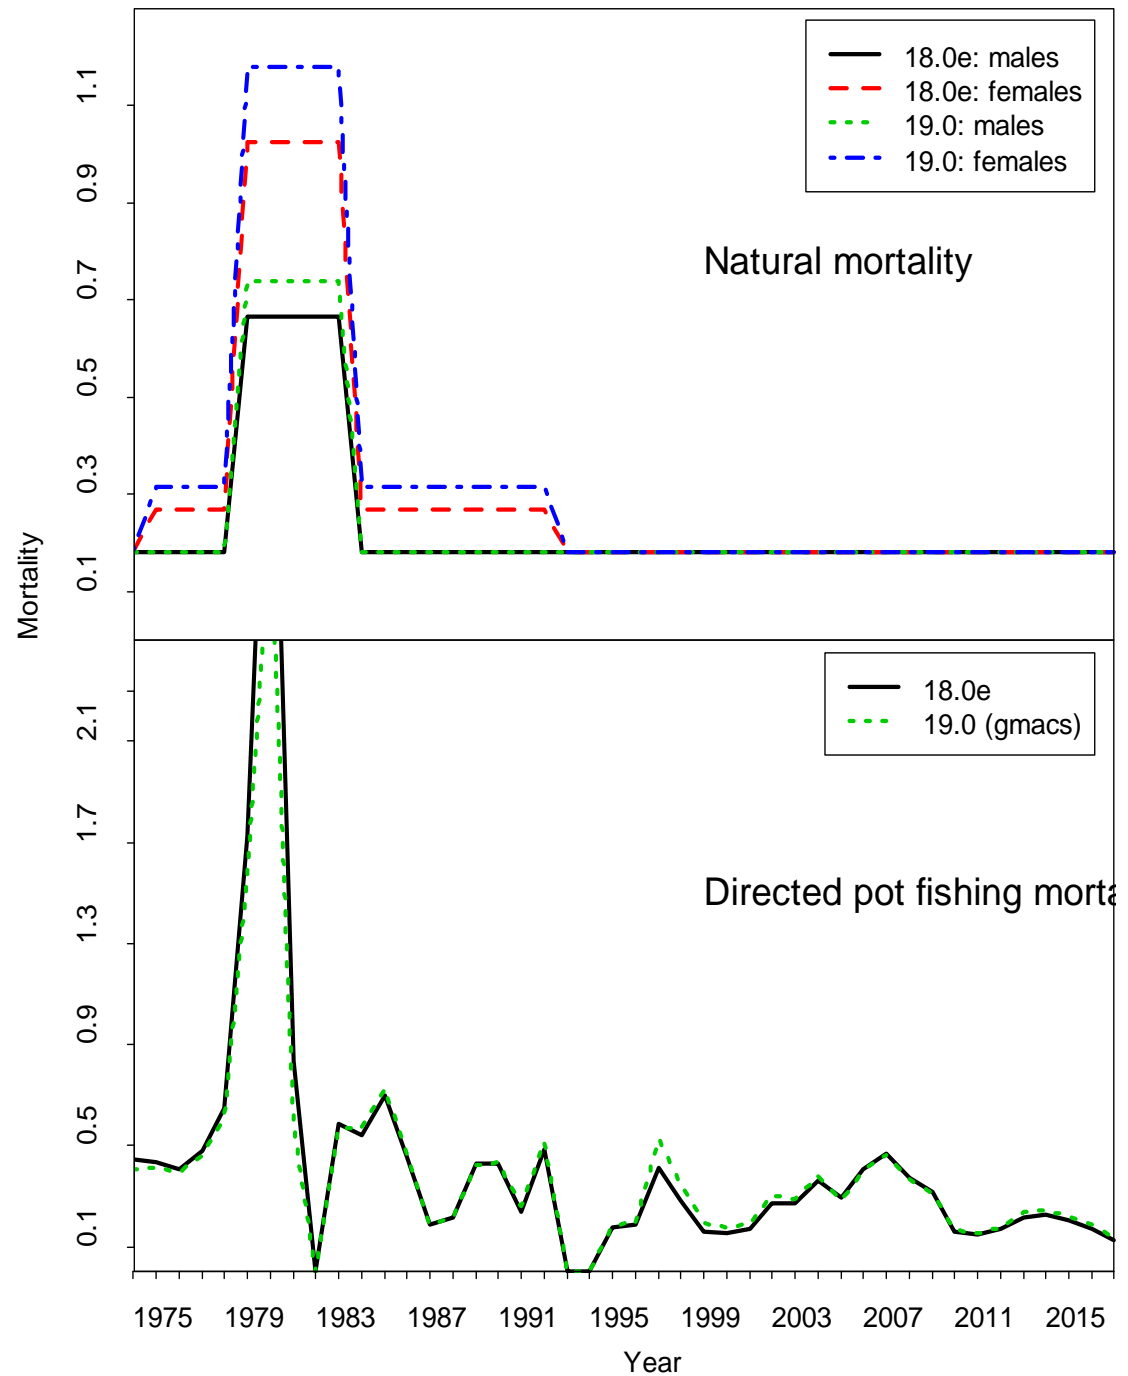 18.0e: males
18.0e: females
19.0: males
19.0: females
1.1
0.9
0.7
0.5
0.3
0.1
Natural mortality
Mortality
18.0e
19.0 (gmacs)
2.1
1.7
1.3
0.9
0.5
0.1
Directed pot fishing morta
1975 1979 1983 1987 1991 1995 1999 2003 2007 2011 2015
Year